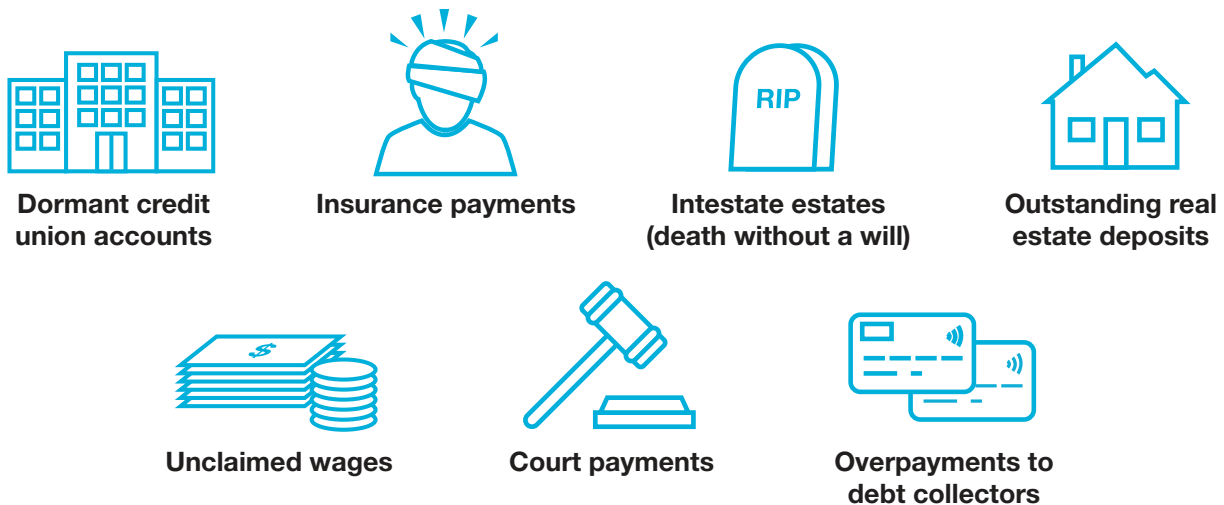 RIP
Dormant credit
union accounts
Insurance payments
Intestate estates
(death without a will)
Outstanding real
estate deposits
$
Unclaimed wages
Court payments
Overpayments to
debt collectors